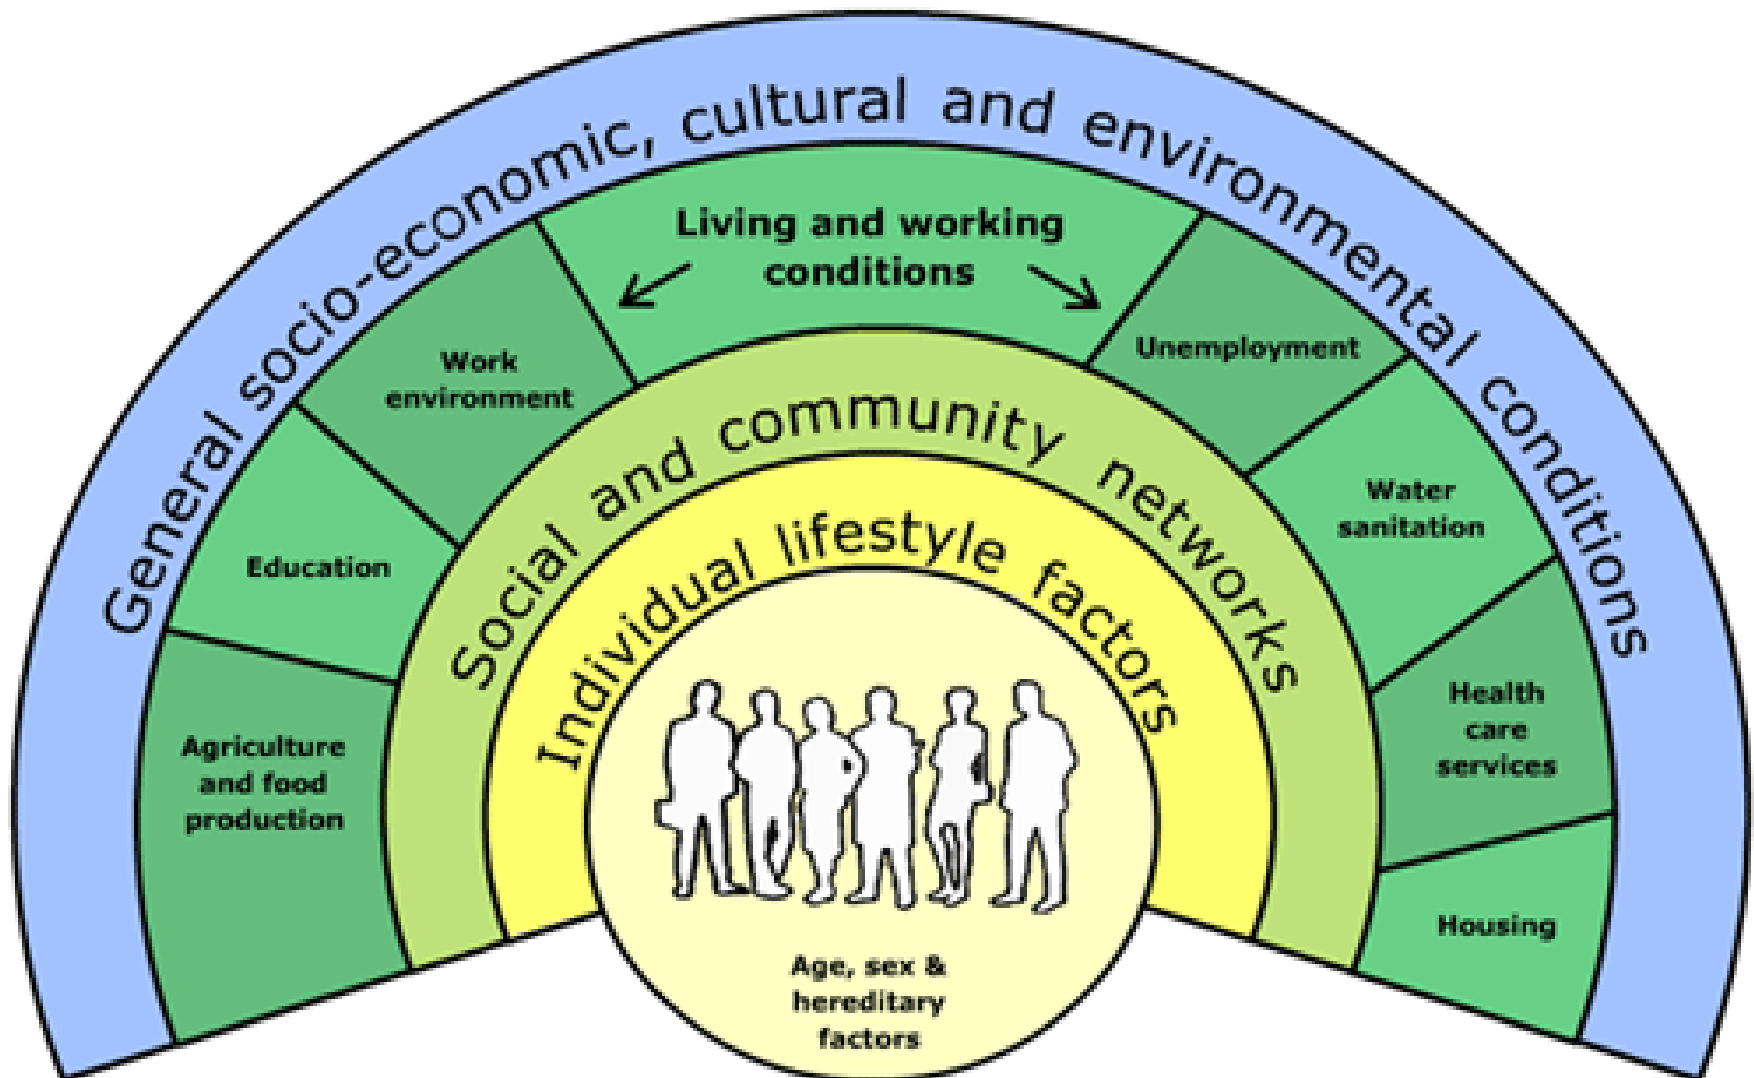 General socio-economic, cultural and environmental conditions
Living and working
conditions
Work
environment
Unemployment
Education
Water
sanitation
Agriculture
and food
production
Health
care
services
Housing
Social and community networks
Individual lifestyle factors
Age, sex &
hereditary
factors